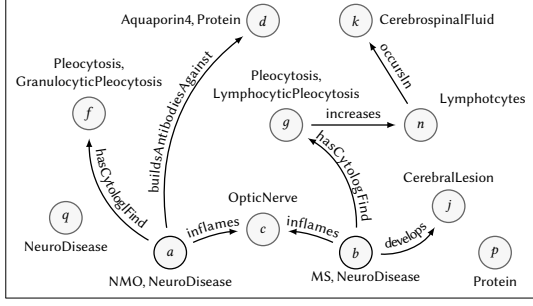 Aquaporin4, Protein
d
k
CerebrospinalFluid
Pleocytosis,
GranulocyticPleocytosis
f
buildsAntibodiesAgainst
occursIn
Pleocytosis,
LymphocyticPleocytosis
g
increases
n
Lymphotcytes
hasCytologIFind
hasCytologFind
OpticNerve
c
CerebralLesion
j
q
NeuroDisease
a
inflames
inflames
b
develops
p
Protein
NMO, NeuroDisease
MS, NeuroDisease